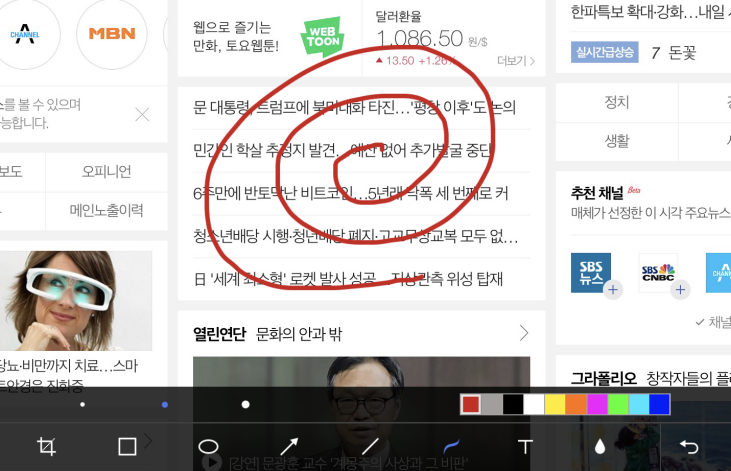 CHANNEL
MBN
스를 볼 수 있으며
능합니다.
보도
오피니언
메인노출이력
당뇨·비만까지 치료…스마
트안경은 진화중
웹으로 즐기는
만화, 토요웹툰!
WEB
TOON
달러환율
1,086.50 원/$
13.50 +1.26%
더보기
문 대통령, 트럼프에 북미대화 타진…'평창 이후'도 논의
민간인 학살 추정지 발견…예산 없어 추가발굴 중단
6주만에 반토막난 비트코인…5년래 낙폭 세 번째로 커
청소년배당 시행·청년배당 폐지·고교무상교복 모두 없…
日 '세계 최소형' 로켓 발사 성공…지상관측 위성 탑재
열린연단 문화의 안과 밖
[강연] 문광훈 교수 '계몽주의 사상과 그 비판'
한파특보 확대·강화…내일
실시간급상승 7 돈꽃
정치
생활
추천 채널 Beta
매체가 선정한 이 시각 주요뉴스
SBS
뉴스
SBS
CNBC
CHAN
채널
그라폴리오 창작자들의
T